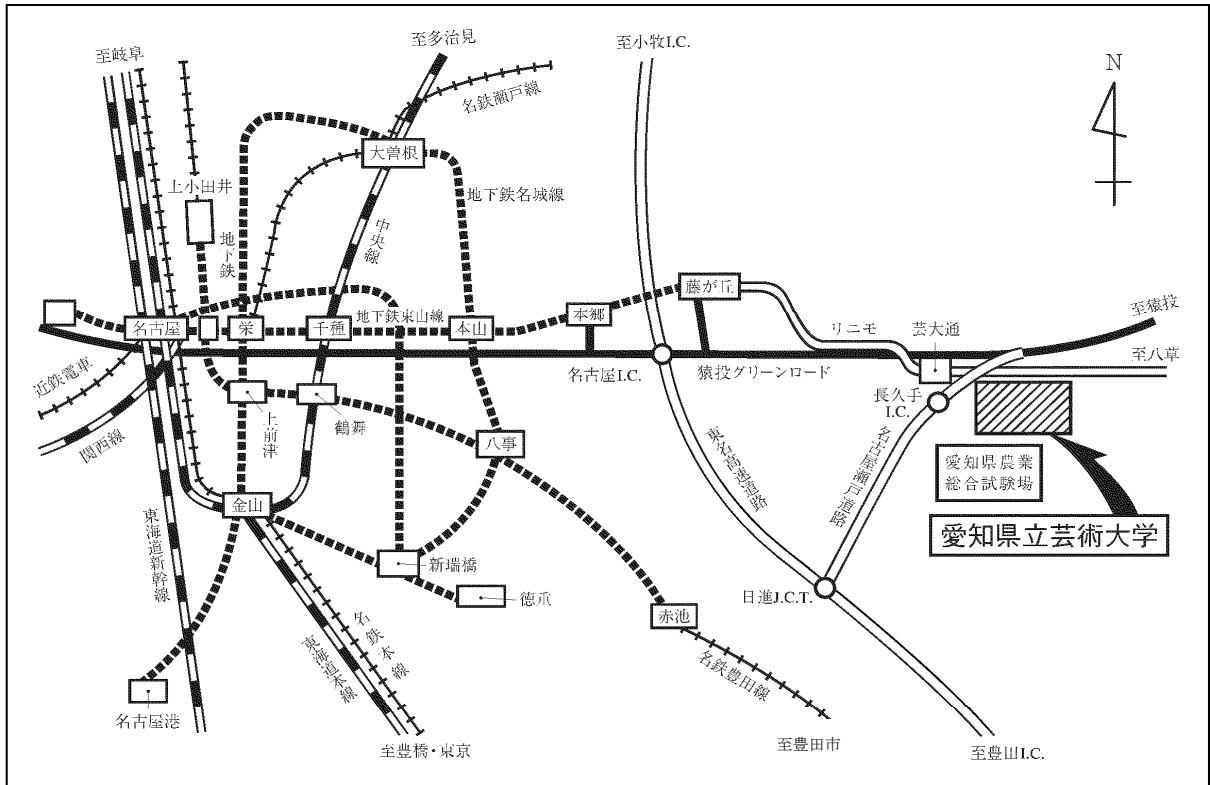 至岐阜
至多治見
至小牧I.C.
N
名鉄瀬戸線
大曽根
上小田井
地下鉄名城線
地下鉄
中央線
藤が丘
本郷
至猿投
リニモ
芸大通
至八草
名古屋
栄
千種
地下鉄東山線
本山
名古屋I.C.
猿投グリーンロード
近鉄電車
関西線
長久手
I.C.
上前津
鶴舞
八事
東名高速道路
名古屋瀬戸道路
愛知県農業
総合試験場
愛知県立芸術大学
金山
東海道新幹線
新瑞橋
徳重
日進J.C.T.
赤池
名鉄本線
東海道本線
名鉄豊田線
名古屋港
至豊橋・東京
至豊田市
至豊山I.C.